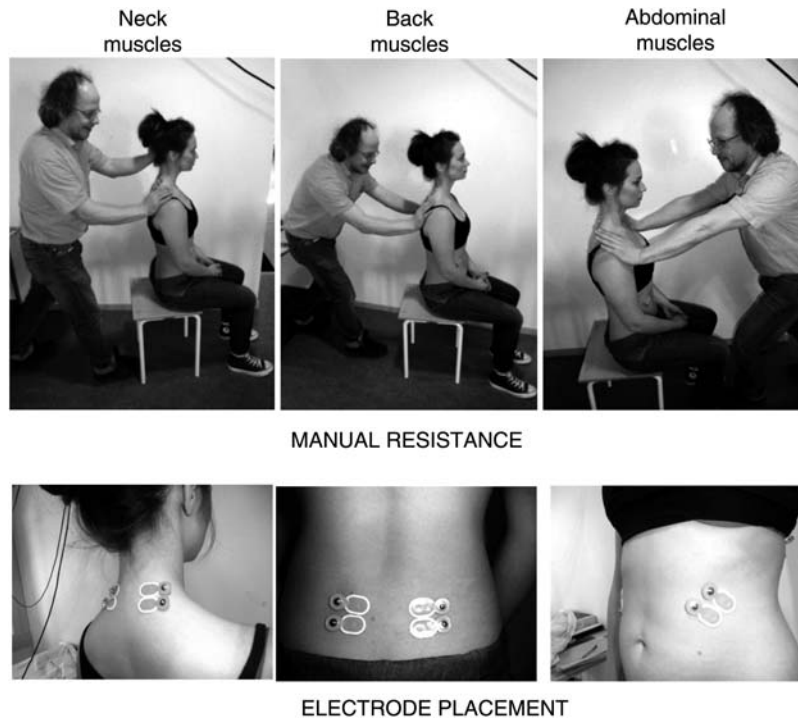 Neck
muscles
Back
muscles
Abdominal
muscles
MANUAL RESISTANCE
ELECTRODE PLACEMENT